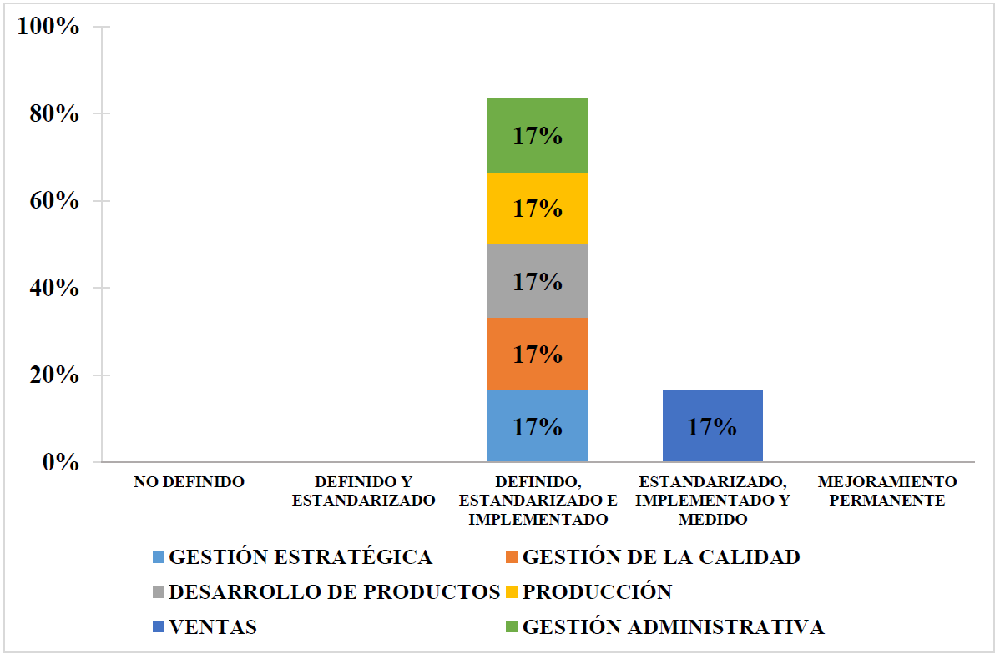 100%
80%
60%
40%
20%
0%
17%
17%
17%
17%
17%
17%
NO DEFINIDO
DEFINIDO Y
ESTANDARIZADO
DEFINIDO,
ESTANDARIZADO E
IMPLEMENTADO
ESTANDARIZADO,
IMPLEMENTADO Y
MEDIDO
MEJORAMIENTO
PERMANENTE
GESTIÓN ESTRATÉGICA
GESTIÓN DE LA CALIDAD
DESARROLLO DE PRODUCTOS
PRODUCCIÓN
VENTAS
GESTIÓN ADMINISTRATIVA